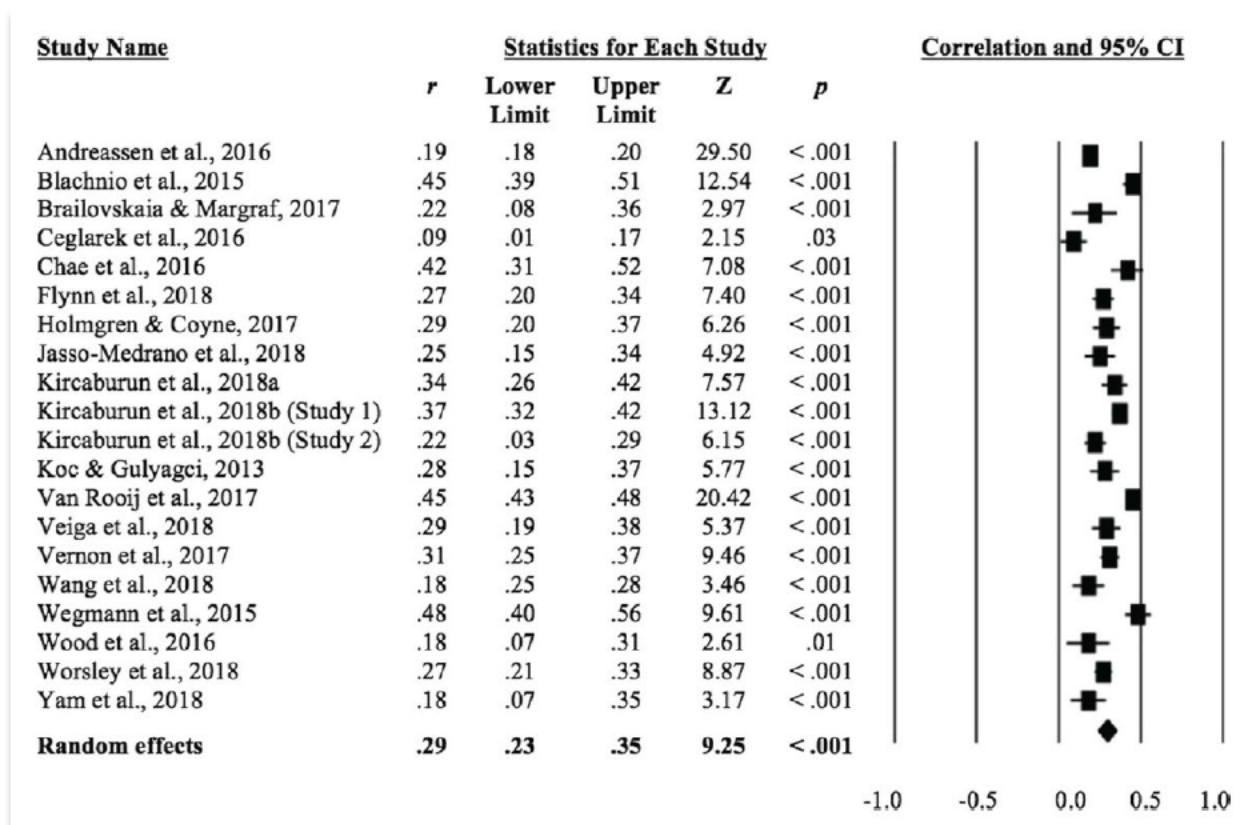 Study Name Statistics for Each Study Correlation and 95% CI
r Lower Limit Upper Limit Z p
Andreassen et al., 2016 .19 .18 .20 29.50 < .001
Blachnio et al., 2015 .45 .39 .51 12.54 < .001
Brailovskaia & Margraf, 2017 .22 .08 .36 2.97 < .001
Ceglarek et al., 2016 .09 .01 .17 2.15 .03
Chae et al., 2016 .42 .31 .52 7.08 < .001
Flynn et al., 2018 .27 .20 .34 7.40 < .001
Holmgren & Coyne, 2017 .29 .20 .37 6.26 < .001
Jasso-Medrano et al., 2018 .25 .15 .34 4.92 < .001
Kircaburun et al., 2018a .34 .26 .42 7.57 < .001
Kircaburun et al., 2018b (Study 1) .37 .32 .42 13.12 < .001
Kircaburun et al., 2018b (Study 2) .22 .03 .29 6.15 < .001
Koc & Gulyagci, 2013 .28 .15 .37 5.77 < .001
Van Rooij et al., 2017 .45 .43 .48 20.42 < .001
Veiga et al., 2018 .29 .19 .38 5.37 < .001
Vernon et al., 2017 .31 .25 .37 9.46 < .001
Wang et al., 2018 .18 .25 .28 3.46 < .001
Wegmann et al., 2015 .48 .40 .56 9.61 < .001
Wood et al., 2016 .18 .07 .31 2.61 .01
Worsley et al., 2018 .27 .21 .33 8.87 < .001
Yam et al., 2018 .18 .07 .35 3.17 < .001
Random effects .29 .23 .35 9.25 < .001
-1.0 -0.5 0.0 0.5 1.0